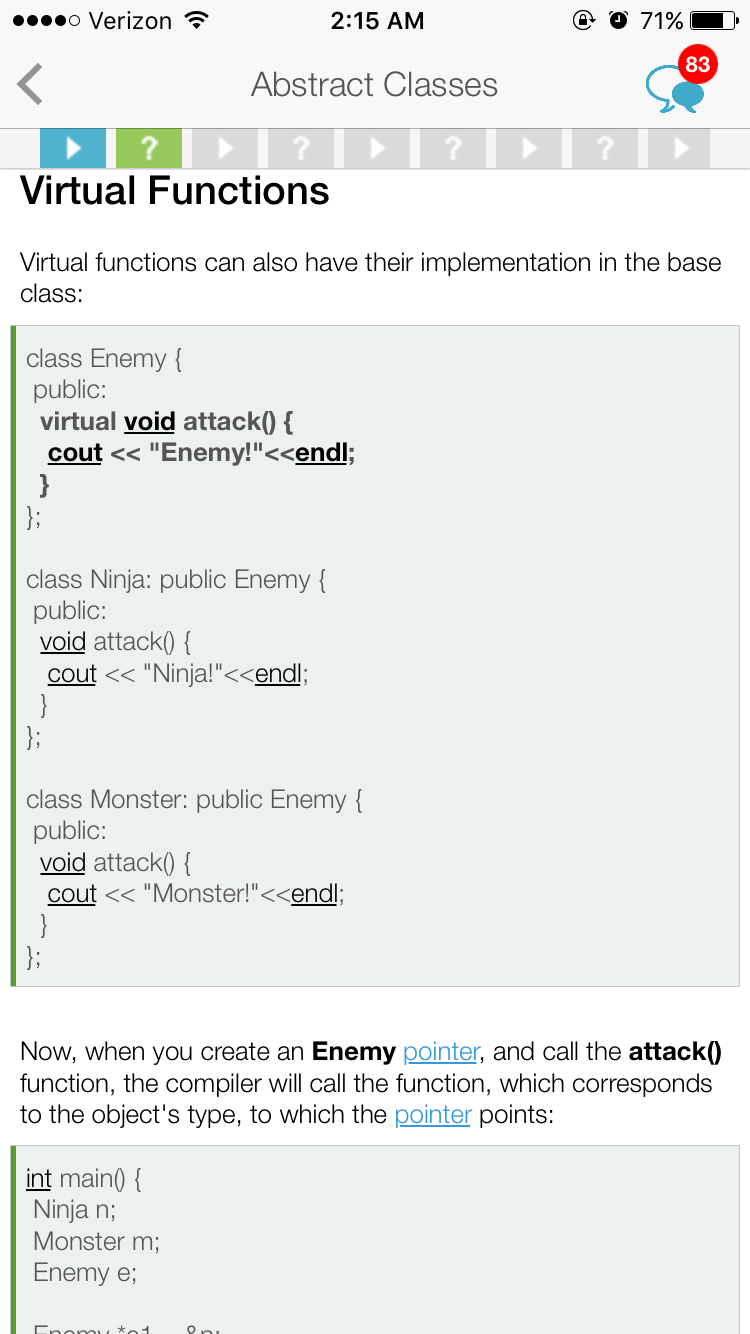 Verizon 2:15 AM 71%
Abstract Classes 83
? ? ? ?
Virtual Functions
Virtual functions can also have their implementation in the base
class:
class Enemy {
public:
virtual void attack() {
cout << "Enemy!"<<endl;
}
};
class Ninja: public Enemy {
public:
void attack() {
cout << "Ninja!"<<endl;
}
};
class Monster: public Enemy {
public:
void attack() {
cout << "Monster!"<<endl;
}
};
Now, when you create an Enemy pointer, and call the attack()
function, the compiler will call the function, which corresponds
to the object's type, to which the pointer points:
int main() {
Ninja n;
Monster m;
Enemy e;